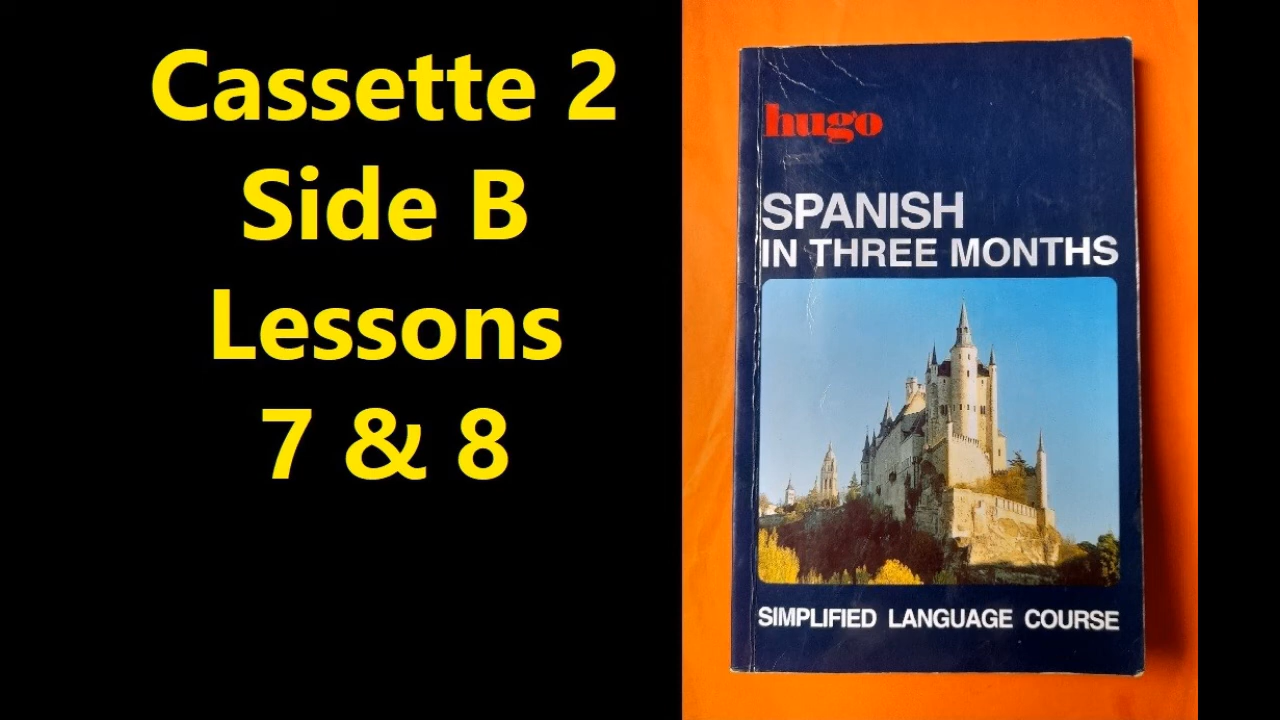 Cassette 2
Side B
Lessons
7 & 8
hugo
SPANISH
IN THREE MONTHS
SIMPLIFIED LANGUAGE COURSE